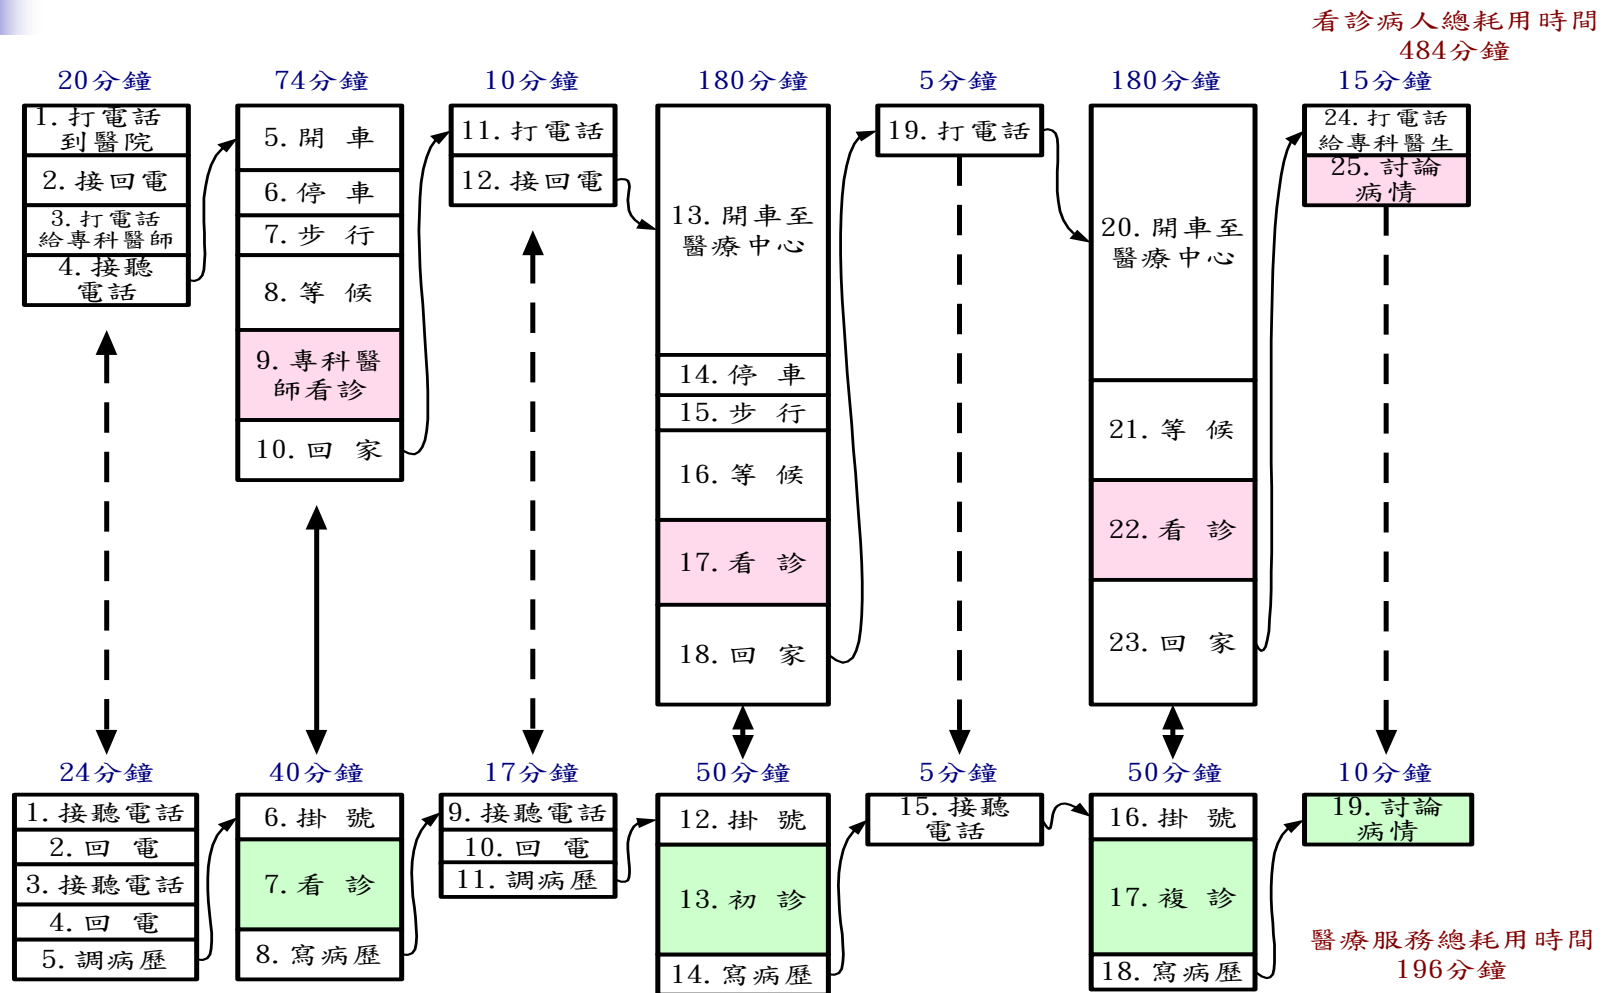 看診病人總耗用時間
484分鐘
20分鐘
1.打電話
到醫院
2.接回電
3.打電話
給專科醫師
4.接聽
電話
74分鐘
5.開 車
6.停 車
7.步 行
8.等 候
9.專科醫
師看診
10.回 家
10分鐘
11.打電話
12.接回電
180分鐘
13.開車至
醫療中心
14.停 車
15.步 行
16.等 候
17.看 診
18.回 家
5分鐘
19.打電話
180分鐘
20.開車至
醫療中心
21.等 候
22.看 診
23.回 家
15分鐘
24.打電話
給專科醫生
25.討論
病情
24分鐘
1.接聽電話
2.回 電
3.接聽電話
4.回 電
5.調病歷
40分鐘
6.掛 號
7.看 診
8.寫病歷
17分鐘
9.接聽電話
10.回 電
11.調病歷
50分鐘
12.掛 號
13.初 診
14.寫病歷
5分鐘
15.接聽
電話
50分鐘
16.掛 號
17.複 診
18.寫病歷
10分鐘
19.討論
病情
醫療服務總耗用時間
196分鐘